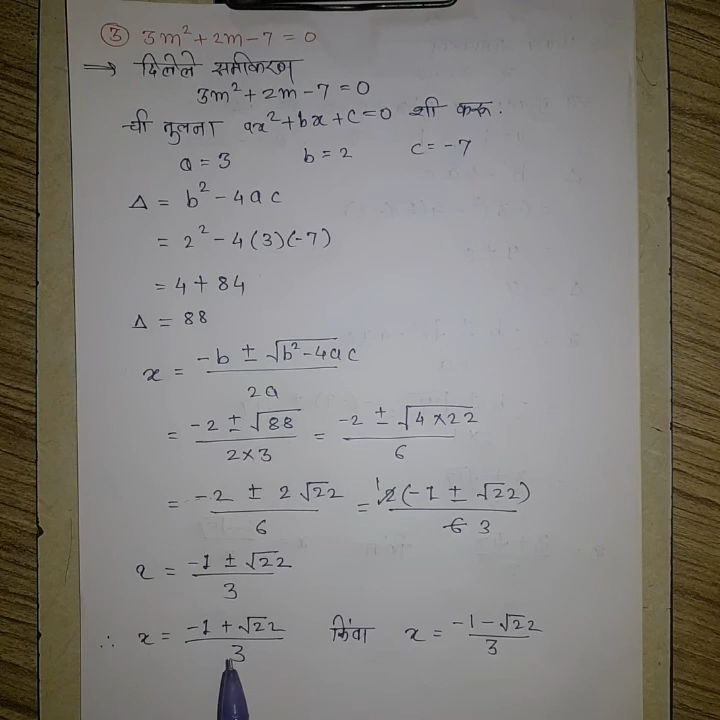 ③ 3m² + 2m - 7 = 0
⇒ दिलेले समीकरण
3m² + 2m - 7 = 0
ची तुलना ax² + bx + c = 0 शी करू :
a = 3 b = 2 c = -7
Δ = b² - 4ac
= 2² - 4(3)(-7)
= 4 + 84
Δ = 88
x = (-b ± √(b² - 4ac)) / 2a
= (-2 ± √88) / (2×3) = (-2 ± √(4×22)) / 6
= (-2 ± 2√22) / 6 = 1 2(-1 ± √22) / 6 3
x = (-1 ± √22) / 3
∴ x = (-1 + √22) / 3 किंवा x = (-1 - √22) / 3